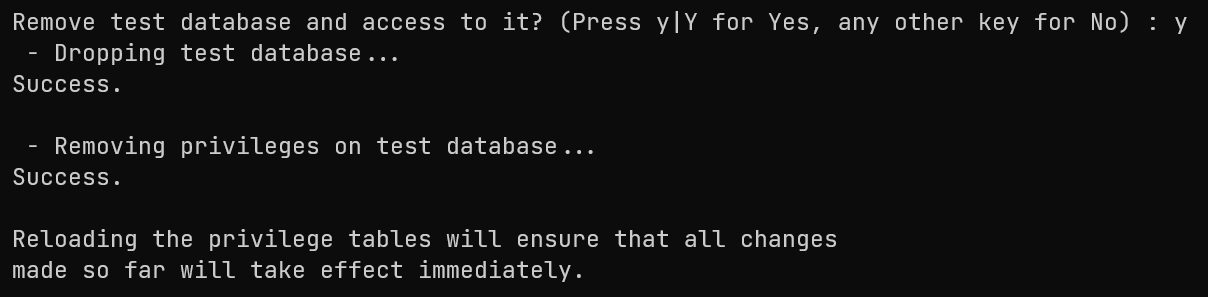 Remove test database and access to it? (Press y|Y for Yes, any other key for No) : y
 - Dropping test database...
Success.

 - Removing privileges on test database...
Success.

Reloading the privilege tables will ensure that all changes
made so far will take effect immediately.